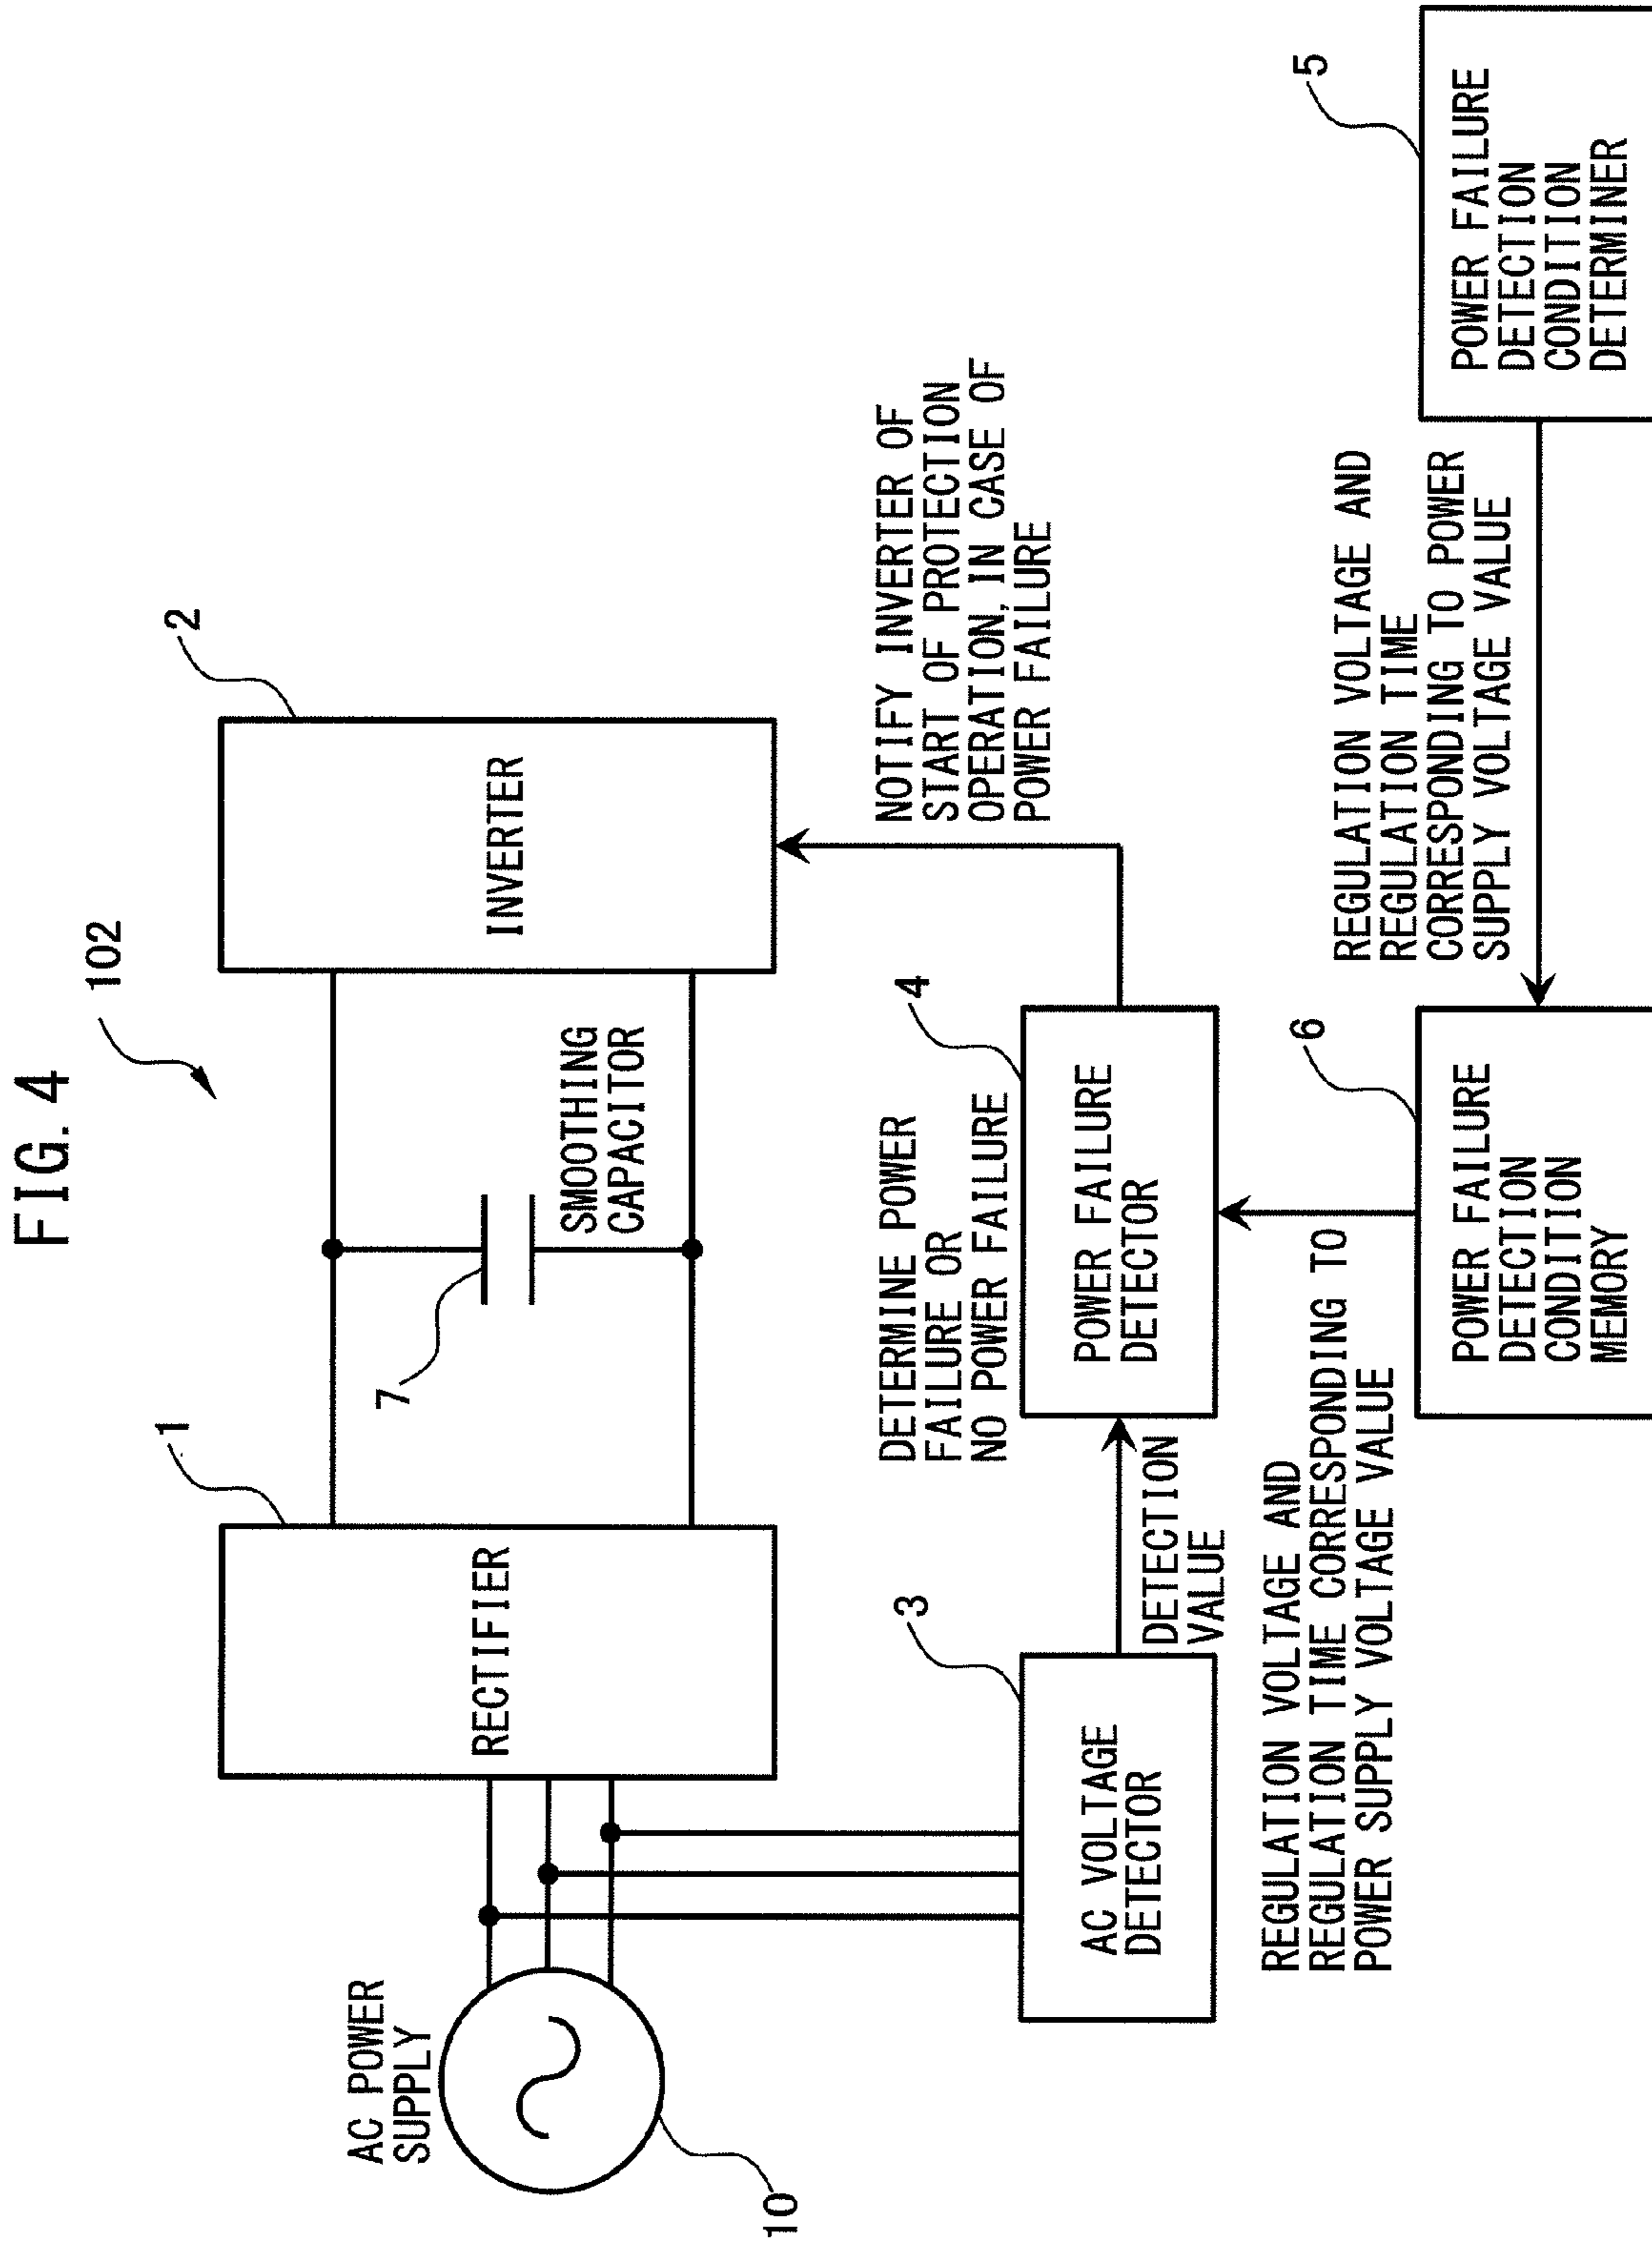 FIG. 4
102
AC POWER
SUPPLY
10
1
RECTIFIER
7
SMOOTHING
CAPACITOR
2
INVERTER
3
AC VOLTAGE
DETECTOR
DETECTION
VALUE
DETERMINE POWER
FAILURE OR
NO POWER FAILURE
4
POWER FAILURE
DETECTOR
NOTIFY INVERTER OF
START OF PROTECTION
OPERATION, IN CASE OF
POWER FAILURE
REGULATION VOLTAGE AND
REGULATION TIME CORRESPONDING TO
POWER SUPPLY VOLTAGE VALUE
6
POWER FAILURE
DETECTION
CONDITION
MEMORY
REGULATION VOLTAGE AND
REGULATION TIME
CORRESPONDING TO POWER
SUPPLY VOLTAGE VALUE
5
POWER FAILURE
DETECTION
CONDITION
DETERMINER